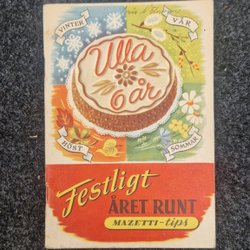 VINTER
VÅR
Ulla
6 år
HÖST
SOMMAR
Festligt
ÅRET RUNT
MAZETTI-tips